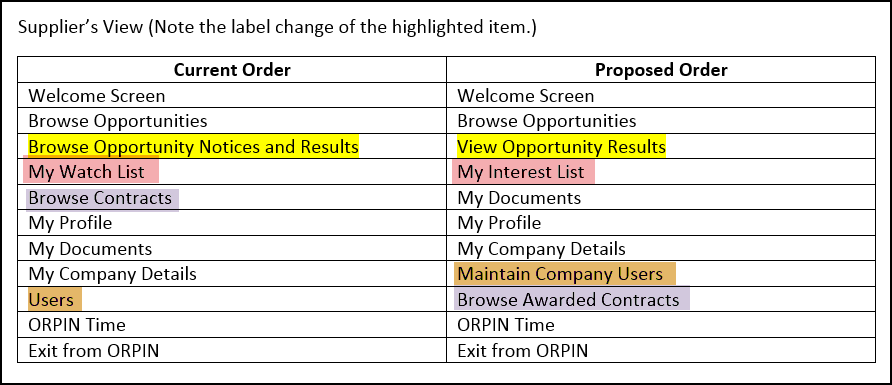 Supplier’s View (Note the label change of the highlighted item.)
Current Order Proposed Order
Welcome Screen Welcome Screen
Browse Opportunities Browse Opportunities
Browse Opportunity Notices and Results View Opportunity Results
My Watch List My Interest List
Browse Contracts My Documents
My Profile My Profile
My Documents My Company Details
My Company Details Maintain Company Users
Users Browse Awarded Contracts
ORPIN Time ORPIN Time
Exit from ORPIN Exit from ORPIN